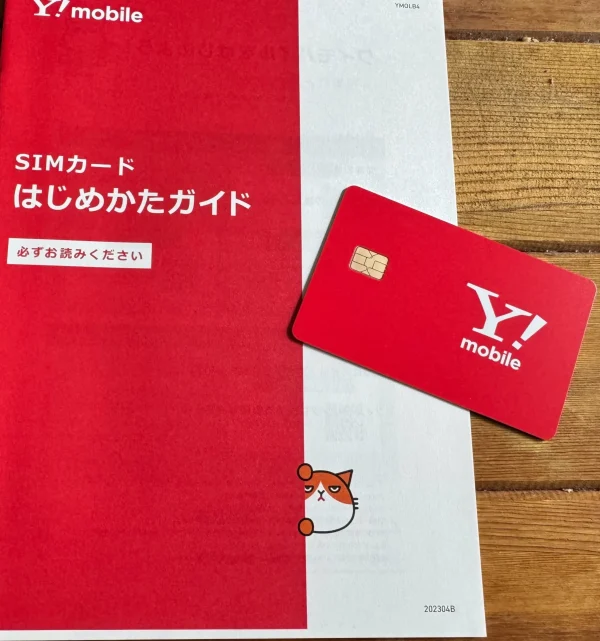 Y!mobile
YM0LB4
SIMカード
はじめかたガイド
必ずお読みください
Y!
mobile
202304B